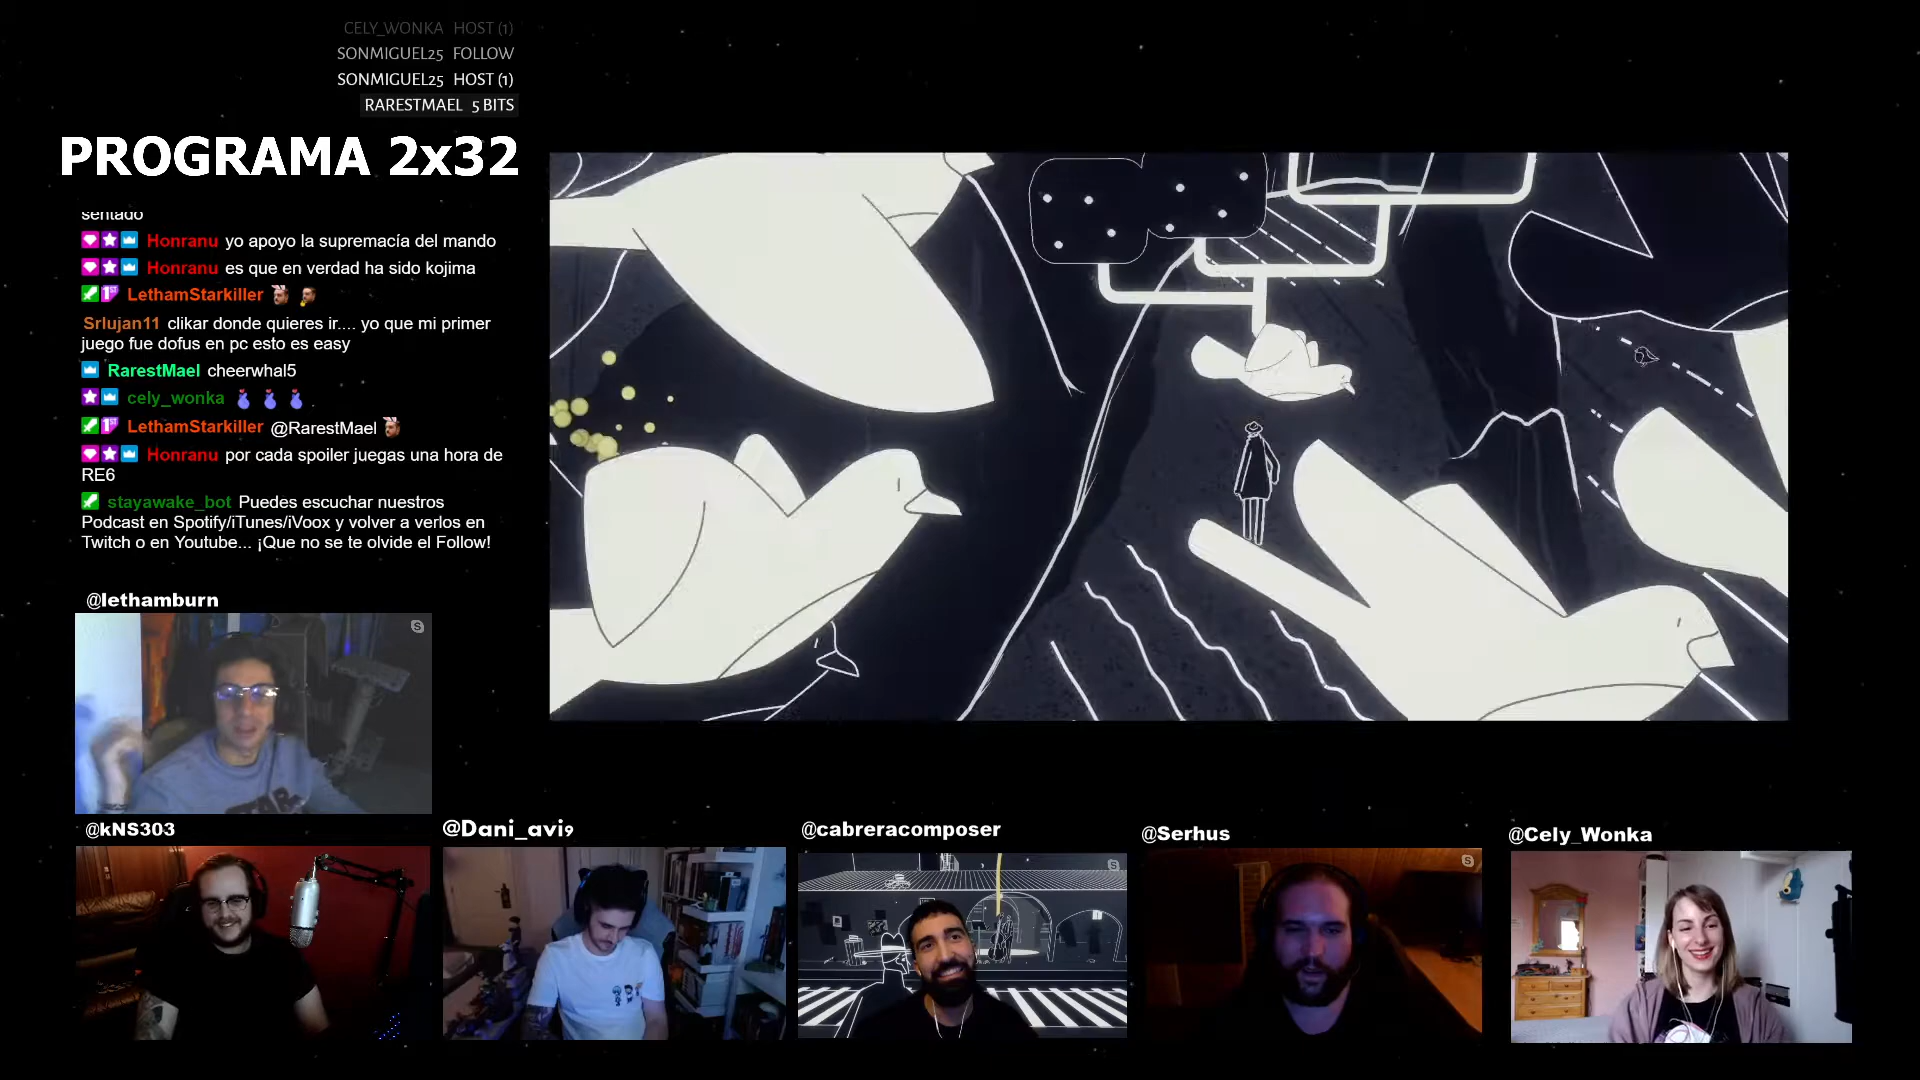 CELY_WONKA HOST (1)
SONMIGUEL25 FOLLOW
SONMIGUEL25 HOST (1)
RARESTMAEL 5 BITS
PROGRAMA 2x32
sentado
Honranu yo apoyo la supremacía del mando
Honranu es que en verdad ha sido kojima
LethamStarkiller
Srlujan11 clikar donde quieres ir.... yo que mi primer
juego fue dofus en pc esto es easy
RarestMael cheerwhal5
cely_wonka .
LethamStarkiller @RarestMael
Honranu por cada spoiler juegas una hora de
RE6
stayawake_bot Puedes escuchar nuestros
Podcast en Spotify/iTunes/iVoox y volver a verlos en
Twitch o en Youtube... ¡Que no se te olvide el Follow!
@lethamburn
@kNS303
@Dani_avi9
@cabreracomposer
@Serhus
@Cely_Wonka